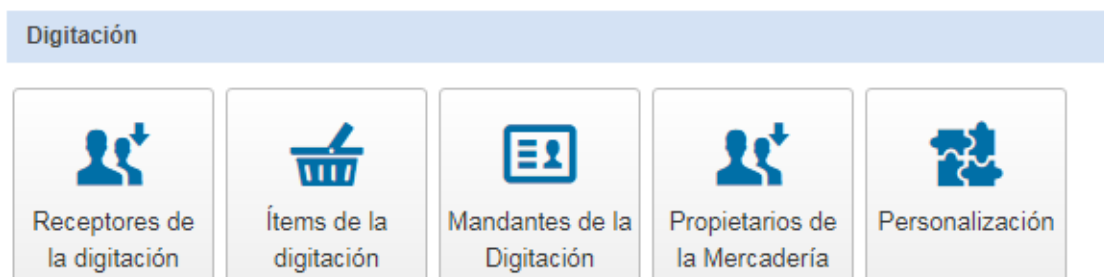 Digitación
Receptores de
la digitación
Ítems de la
digitación
Mandantes de la
Digitación
Propietarios de
la Mercadería
Personalización